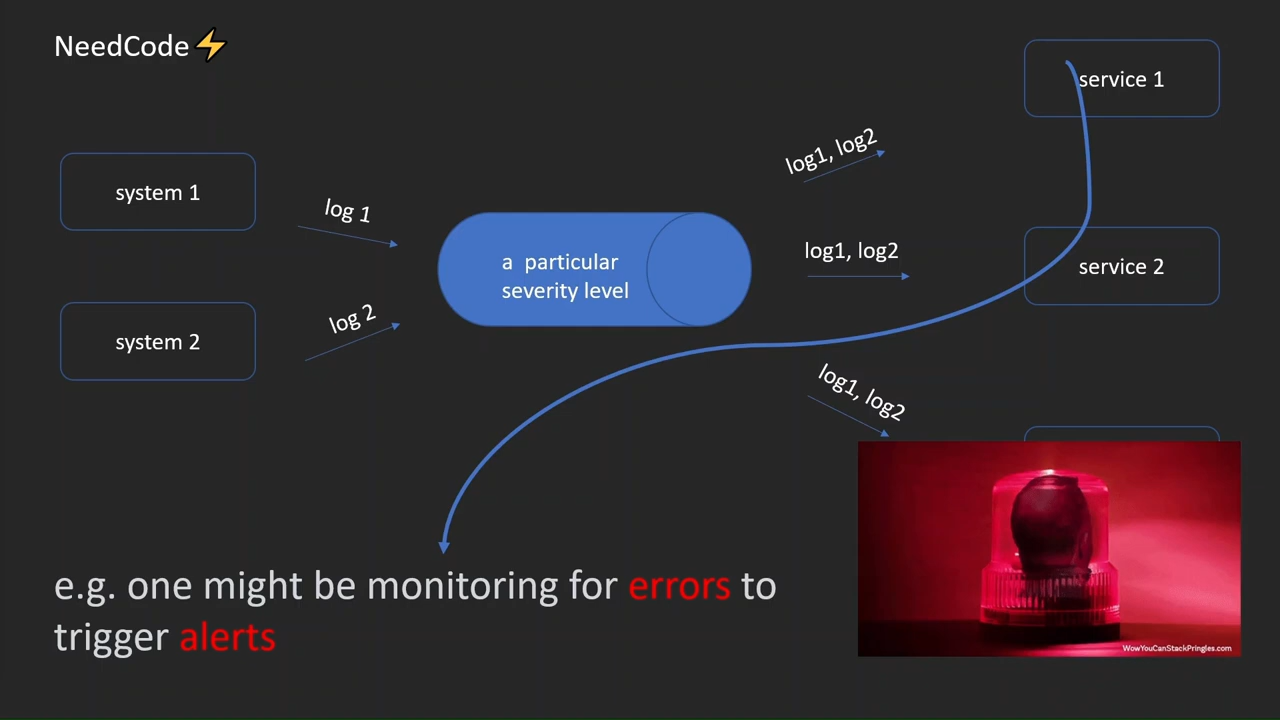 NeedCode⚡
service 1
system 1
log 1
log1, log2
a particular
severity level
log1, log2
service 2
system 2
log 2
log1, log2
e.g. one might be monitoring for errors to
trigger alerts
WowYouCanStackPringles.com